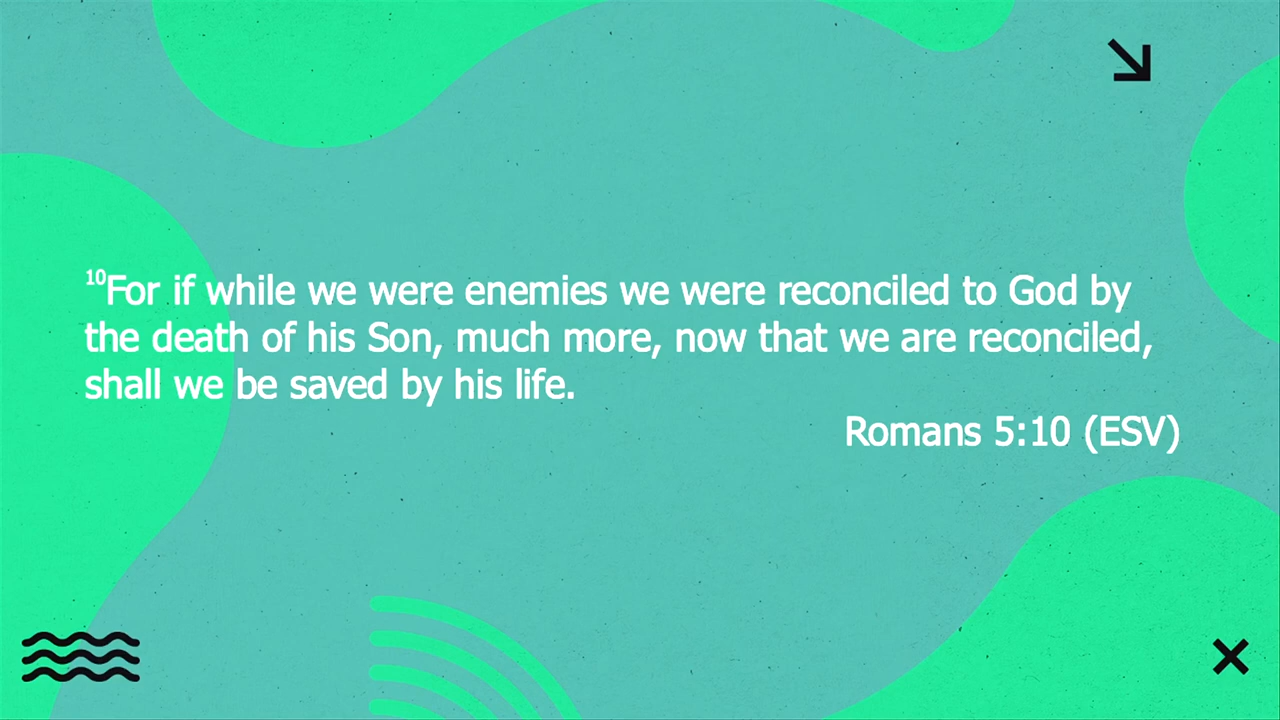 ¹⁰For if while we were enemies we were reconciled to God by
the death of his Son, much more, now that we are reconciled,
shall we be saved by his life.
Romans 5:10 (ESV)